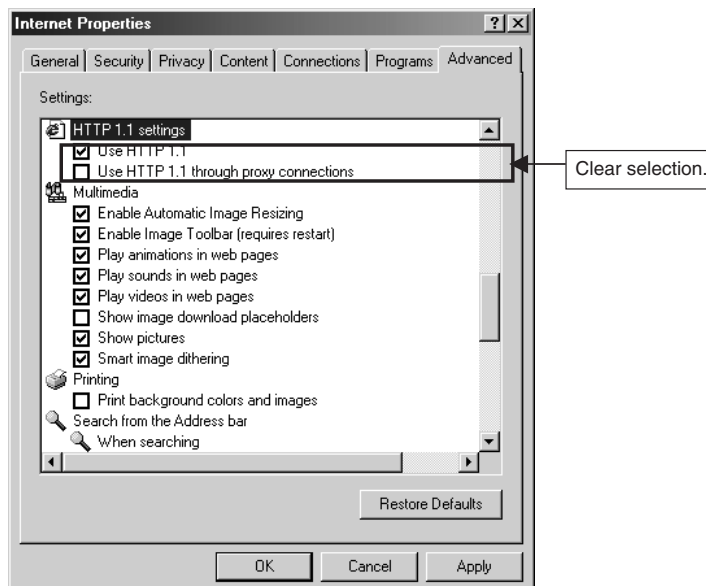 Internet Properties
General Security Privacy Content Connections Programs Advanced
Settings:
HTTP 1.1 settings
Use HTTP 1.1
Use HTTP 1.1 through proxy connections
Clear selection.
Multimedia
Enable Automatic Image Resizing
Enable Image Toolbar (requires restart)
Play animations in web pages
Play sounds in web pages
Play videos in web pages
Show image download placeholders
Show pictures
Smart image dithering
Printing
Print background colors and images
Search from the Address bar
When searching
Restore Defaults
OK Cancel Apply